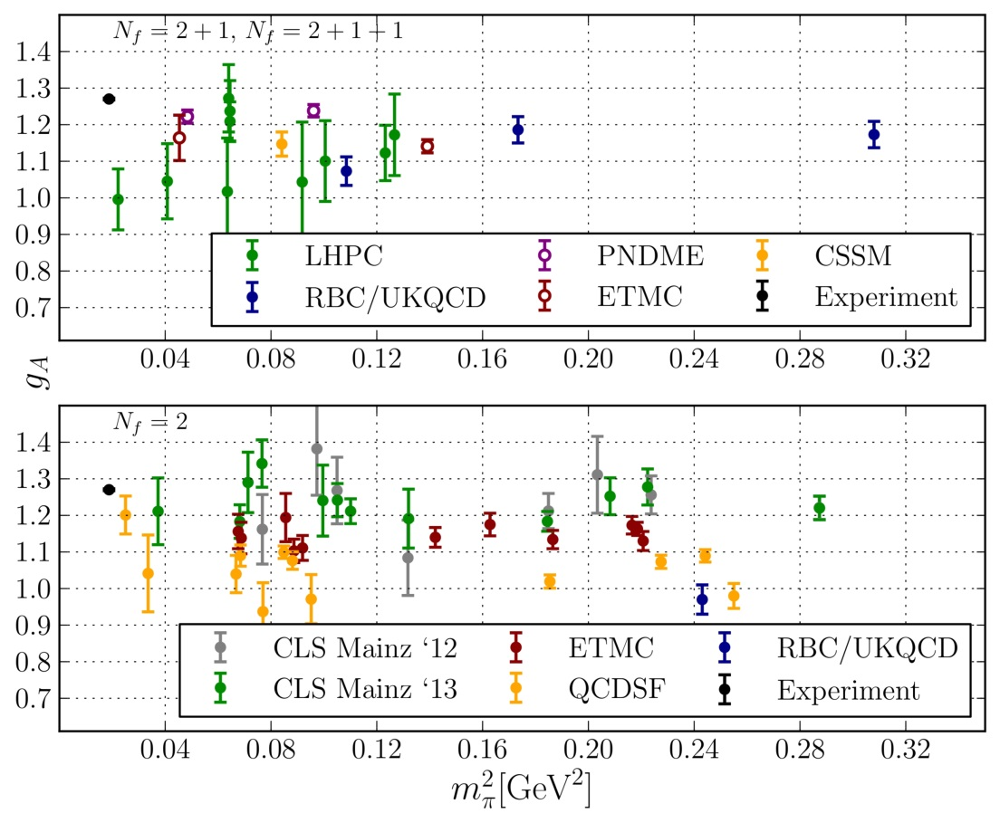 N_f = 2 + 1, N_f = 2 + 1 + 1
1.4
1.3
1.2
1.1
1.0
0.9
0.8
0.7
LHPC PNDME CSSM
RBC/UKQCD ETMC Experiment
0.04 0.08 0.12 0.16 0.20 0.24 0.28 0.32
g_A
N_f = 2
1.4
1.3
1.2
1.1
1.0
0.9
0.8
0.7
CLS Mainz ‘12 ETMC RBC/UKQCD
CLS Mainz ‘13 QCDSF Experiment
0.04 0.08 0.12 0.16 0.20 0.24 0.28 0.32
m_π^2[GeV^2]